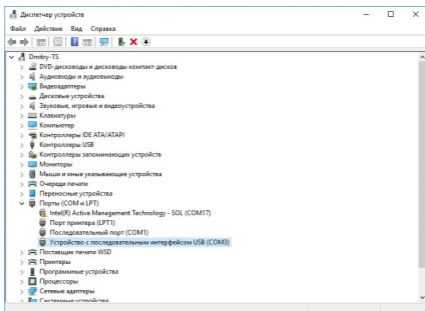 Диспетчер устройств
Файл Действие Вид Справка
Dmitry-TS
DVD-дисководы и дисководы компакт-дисков
Аудиовходы и аудиовыходы
Видеоадаптеры
Дисковые устройства
Звуковые, игровые и видеоустройства
Клавиатуры
Компьютер
Контроллеры IDE ATA/ATAPI
Контроллеры USB
Контроллеры запоминающих устройств
Мониторы
Мыши и иные указывающие устройства
Очереди печати
Переносные устройства
Порты (COM и LPT)
Intel(R) Active Management Technology - SOL (COM17)
Порт принтера (LPT1)
Последовательный порт (COM1)
Устройство с последовательным интерфейсом USB (COM3)
Поставщик печати WSD
Принтеры
Программные устройства
Процессоры
Сетевые адаптеры
Системные устройства